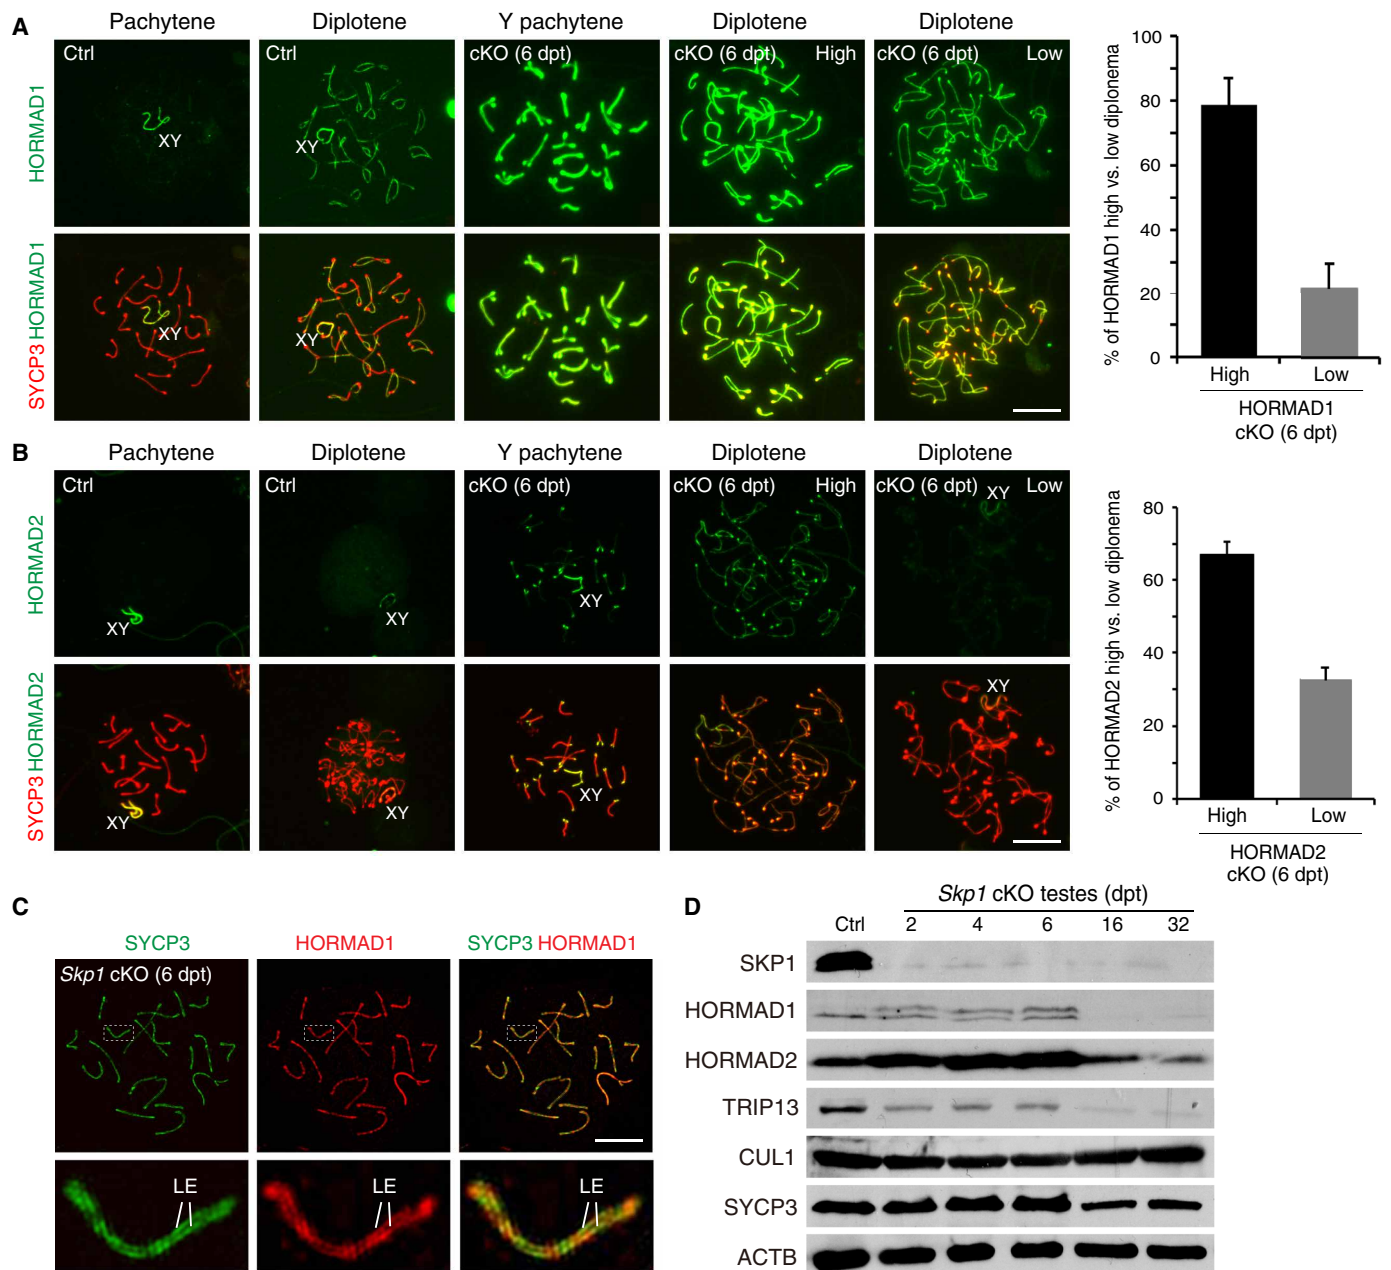 A
Pachytene
Diplotene
Y pachytene
Diplotene
Diplotene
HORMAD1
Ctrl
XY
Ctrl
XY
cKO (6 dpt)
cKO (6 dpt)
High
cKO (6 dpt)
Low
SYCP3 HORMAD1
XY
XY
% of HORMAD1 high vs. low diplonema
100
80
60
40
20
0
High
Low
HORMAD1
cKO (6 dpt)
B
Pachytene
Diplotene
Y pachytene
Diplotene
Diplotene
HORMAD2
Ctrl
XY
Ctrl
XY
cKO (6 dpt)
XY
cKO (6 dpt)
High
cKO (6 dpt)
XY
Low
SYCP3 HORMAD2
XY
XY
XY
XY
% of HORMAD2 high vs. low diplonema
80
60
40
20
0
High
Low
HORMAD2
cKO (6 dpt)
C
SYCP3
HORMAD1
SYCP3 HORMAD1
Skp1 cKO (6 dpt)
LE
LE
LE
D
Skp1 cKO testes (dpt)
Ctrl
2
4
6
16
32
SKP1
HORMAD1
HORMAD2
TRIP13
CUL1
SYCP3
ACTB